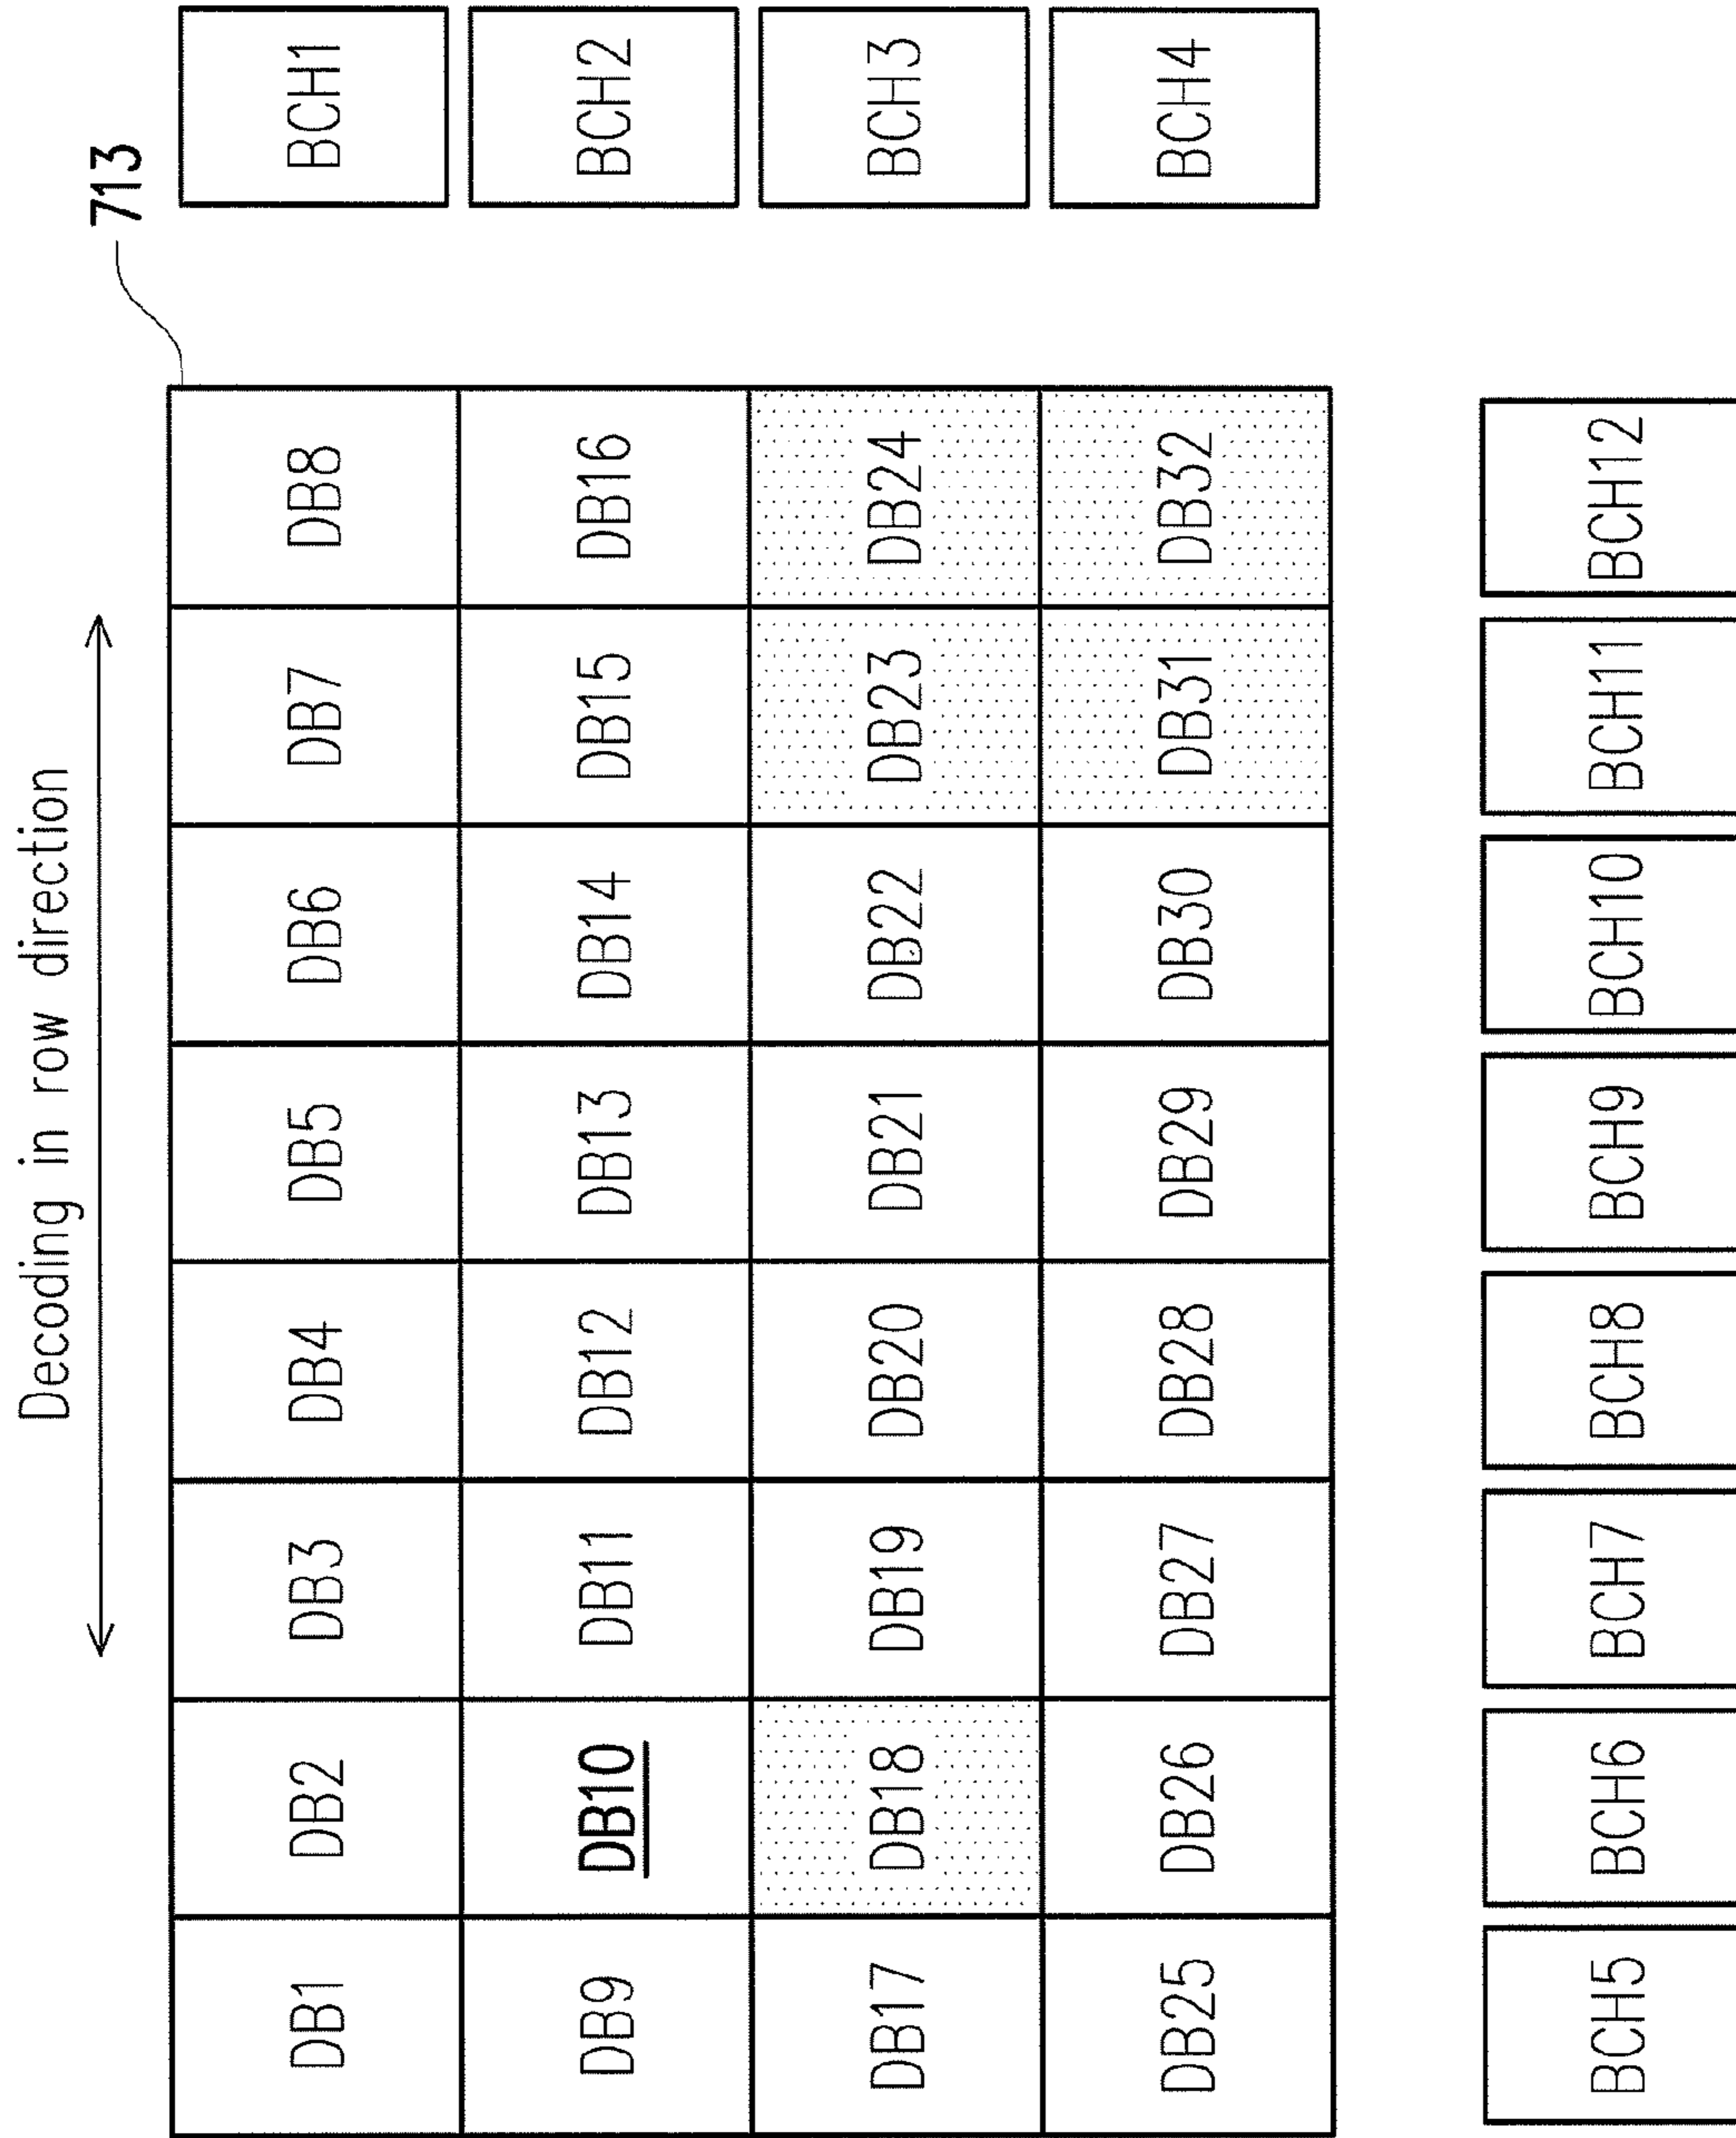 Decoding in row direction
713
DB1 DB2 DB3 DB4 DB5 DB6 DB7 DB8 BCH1
DB9 DB10 DB11 DB12 DB13 DB14 DB15 DB16 BCH2
DB17 DB18 DB19 DB20 DB21 DB22 DB23 DB24 BCH3
DB25 DB26 DB27 DB28 DB29 DB30 DB31 DB32 BCH4
BCH5 BCH6 BCH7 BCH8 BCH9 BCH10 BCH11 BCH12